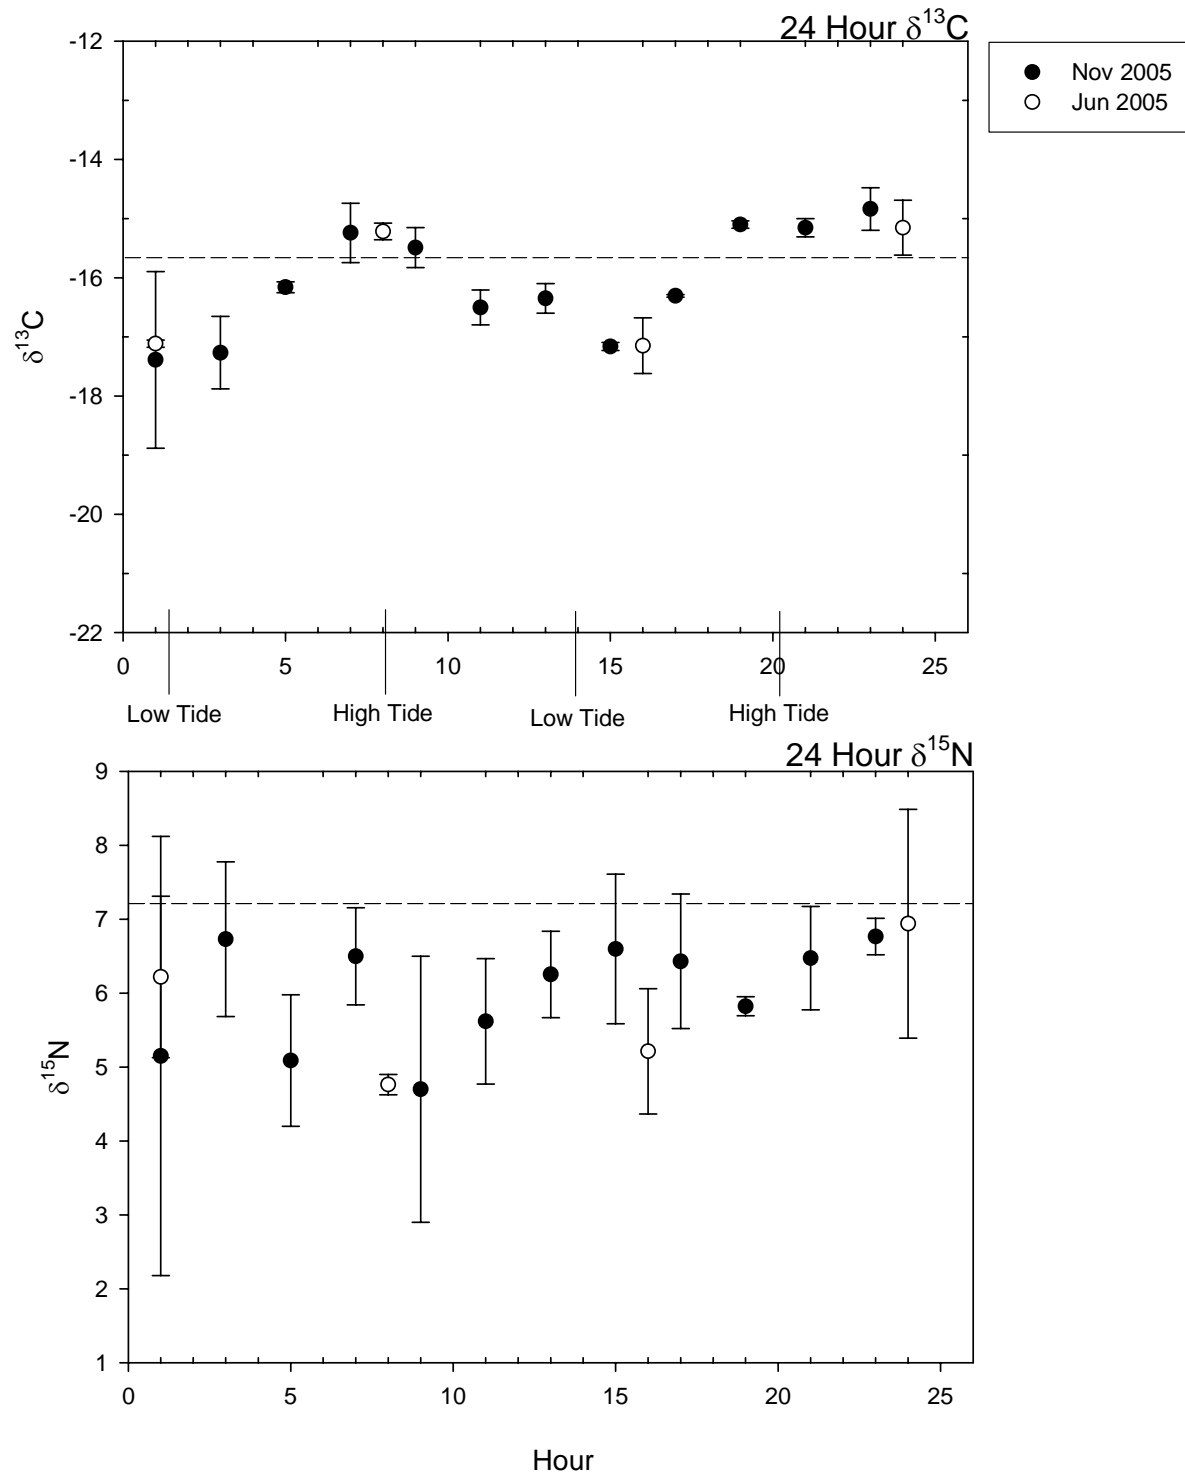 24 Hour δ¹³C
Nov 2005
Jun 2005
-12
-14
-16
-18
-20
-22
δ¹³C
0 5 10 15 20 25
Low Tide High Tide Low Tide High Tide
24 Hour δ¹⁵N
9
8
7
6
5
4
3
2
1
δ¹⁵N
0 5 10 15 20 25
Hour